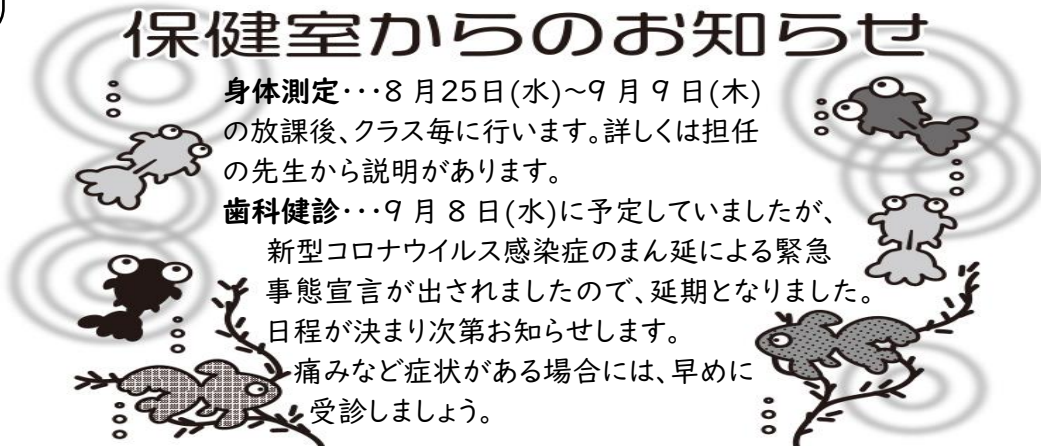 保健室からのお知らせ
身体測定･･･8月25日(水)～9月9日(木)
の放課後、クラス毎に行います。詳しくは担任
の先生から説明があります。
歯科健診･･･9月8日(水)に予定していましたが、
新型コロナウイルス感染症のまん延による緊急
事態宣言が出されましたので、延期となりました。
日程が決まり次第お知らせします。
痛みなど症状がある場合には、早めに
受診しましょう。